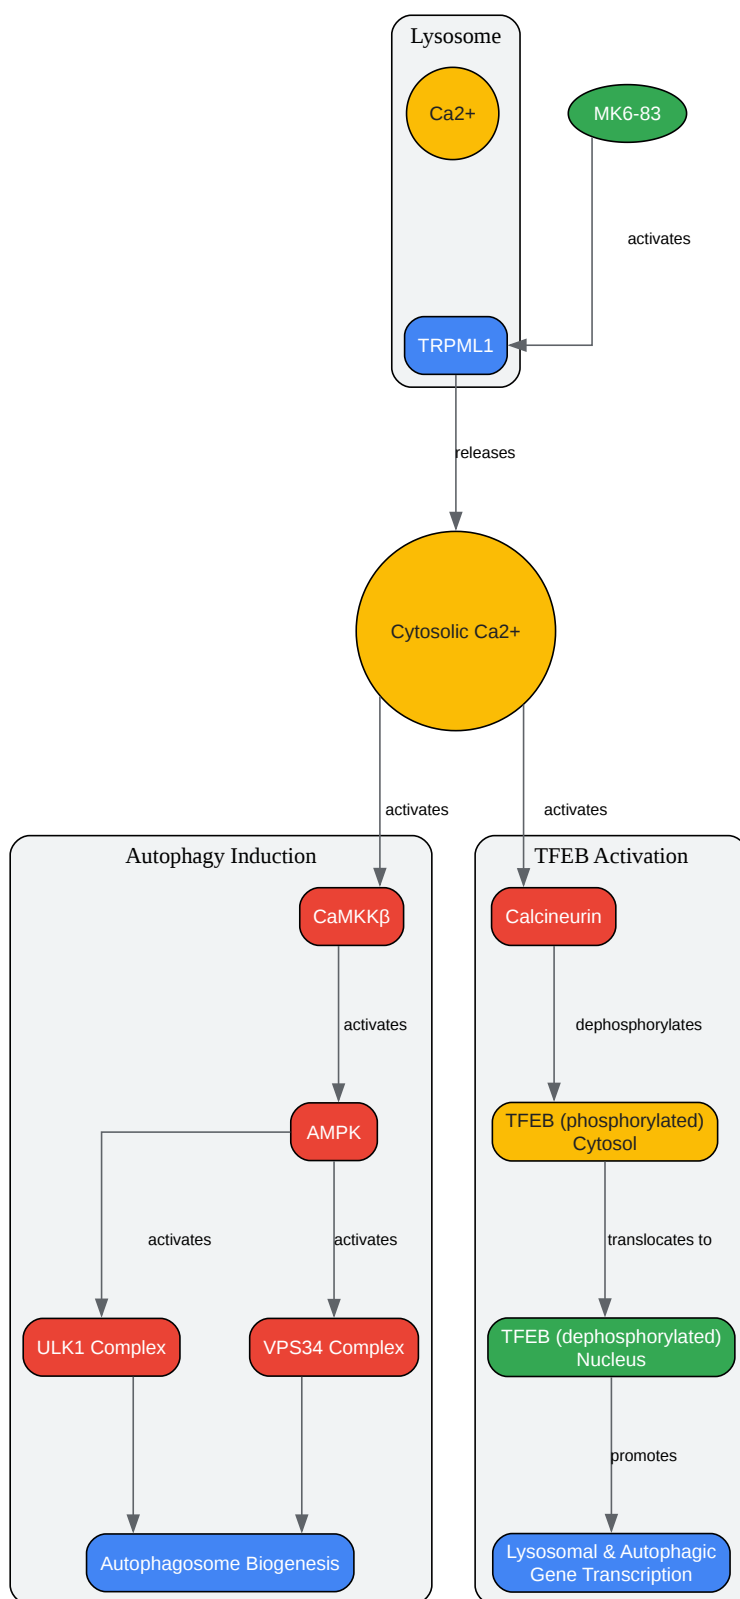 Lysosome
Ca2+
MK6-83
activates
TRPML1
releases
Cytosolic Ca2+
activates
activates
Autophagy Induction
TFEB Activation
CaMKKβ
Calcineurin
activates
dephosphorylates
AMPK
TFEB (phosphorylated)
Cytosol
activates
activates
translocates to
ULK1 Complex
VPS34 Complex
TFEB (dephosphorylated)
Nucleus
promotes
Autophagosome Biogenesis
Lysosomal & Autophagic
Gene Transcription